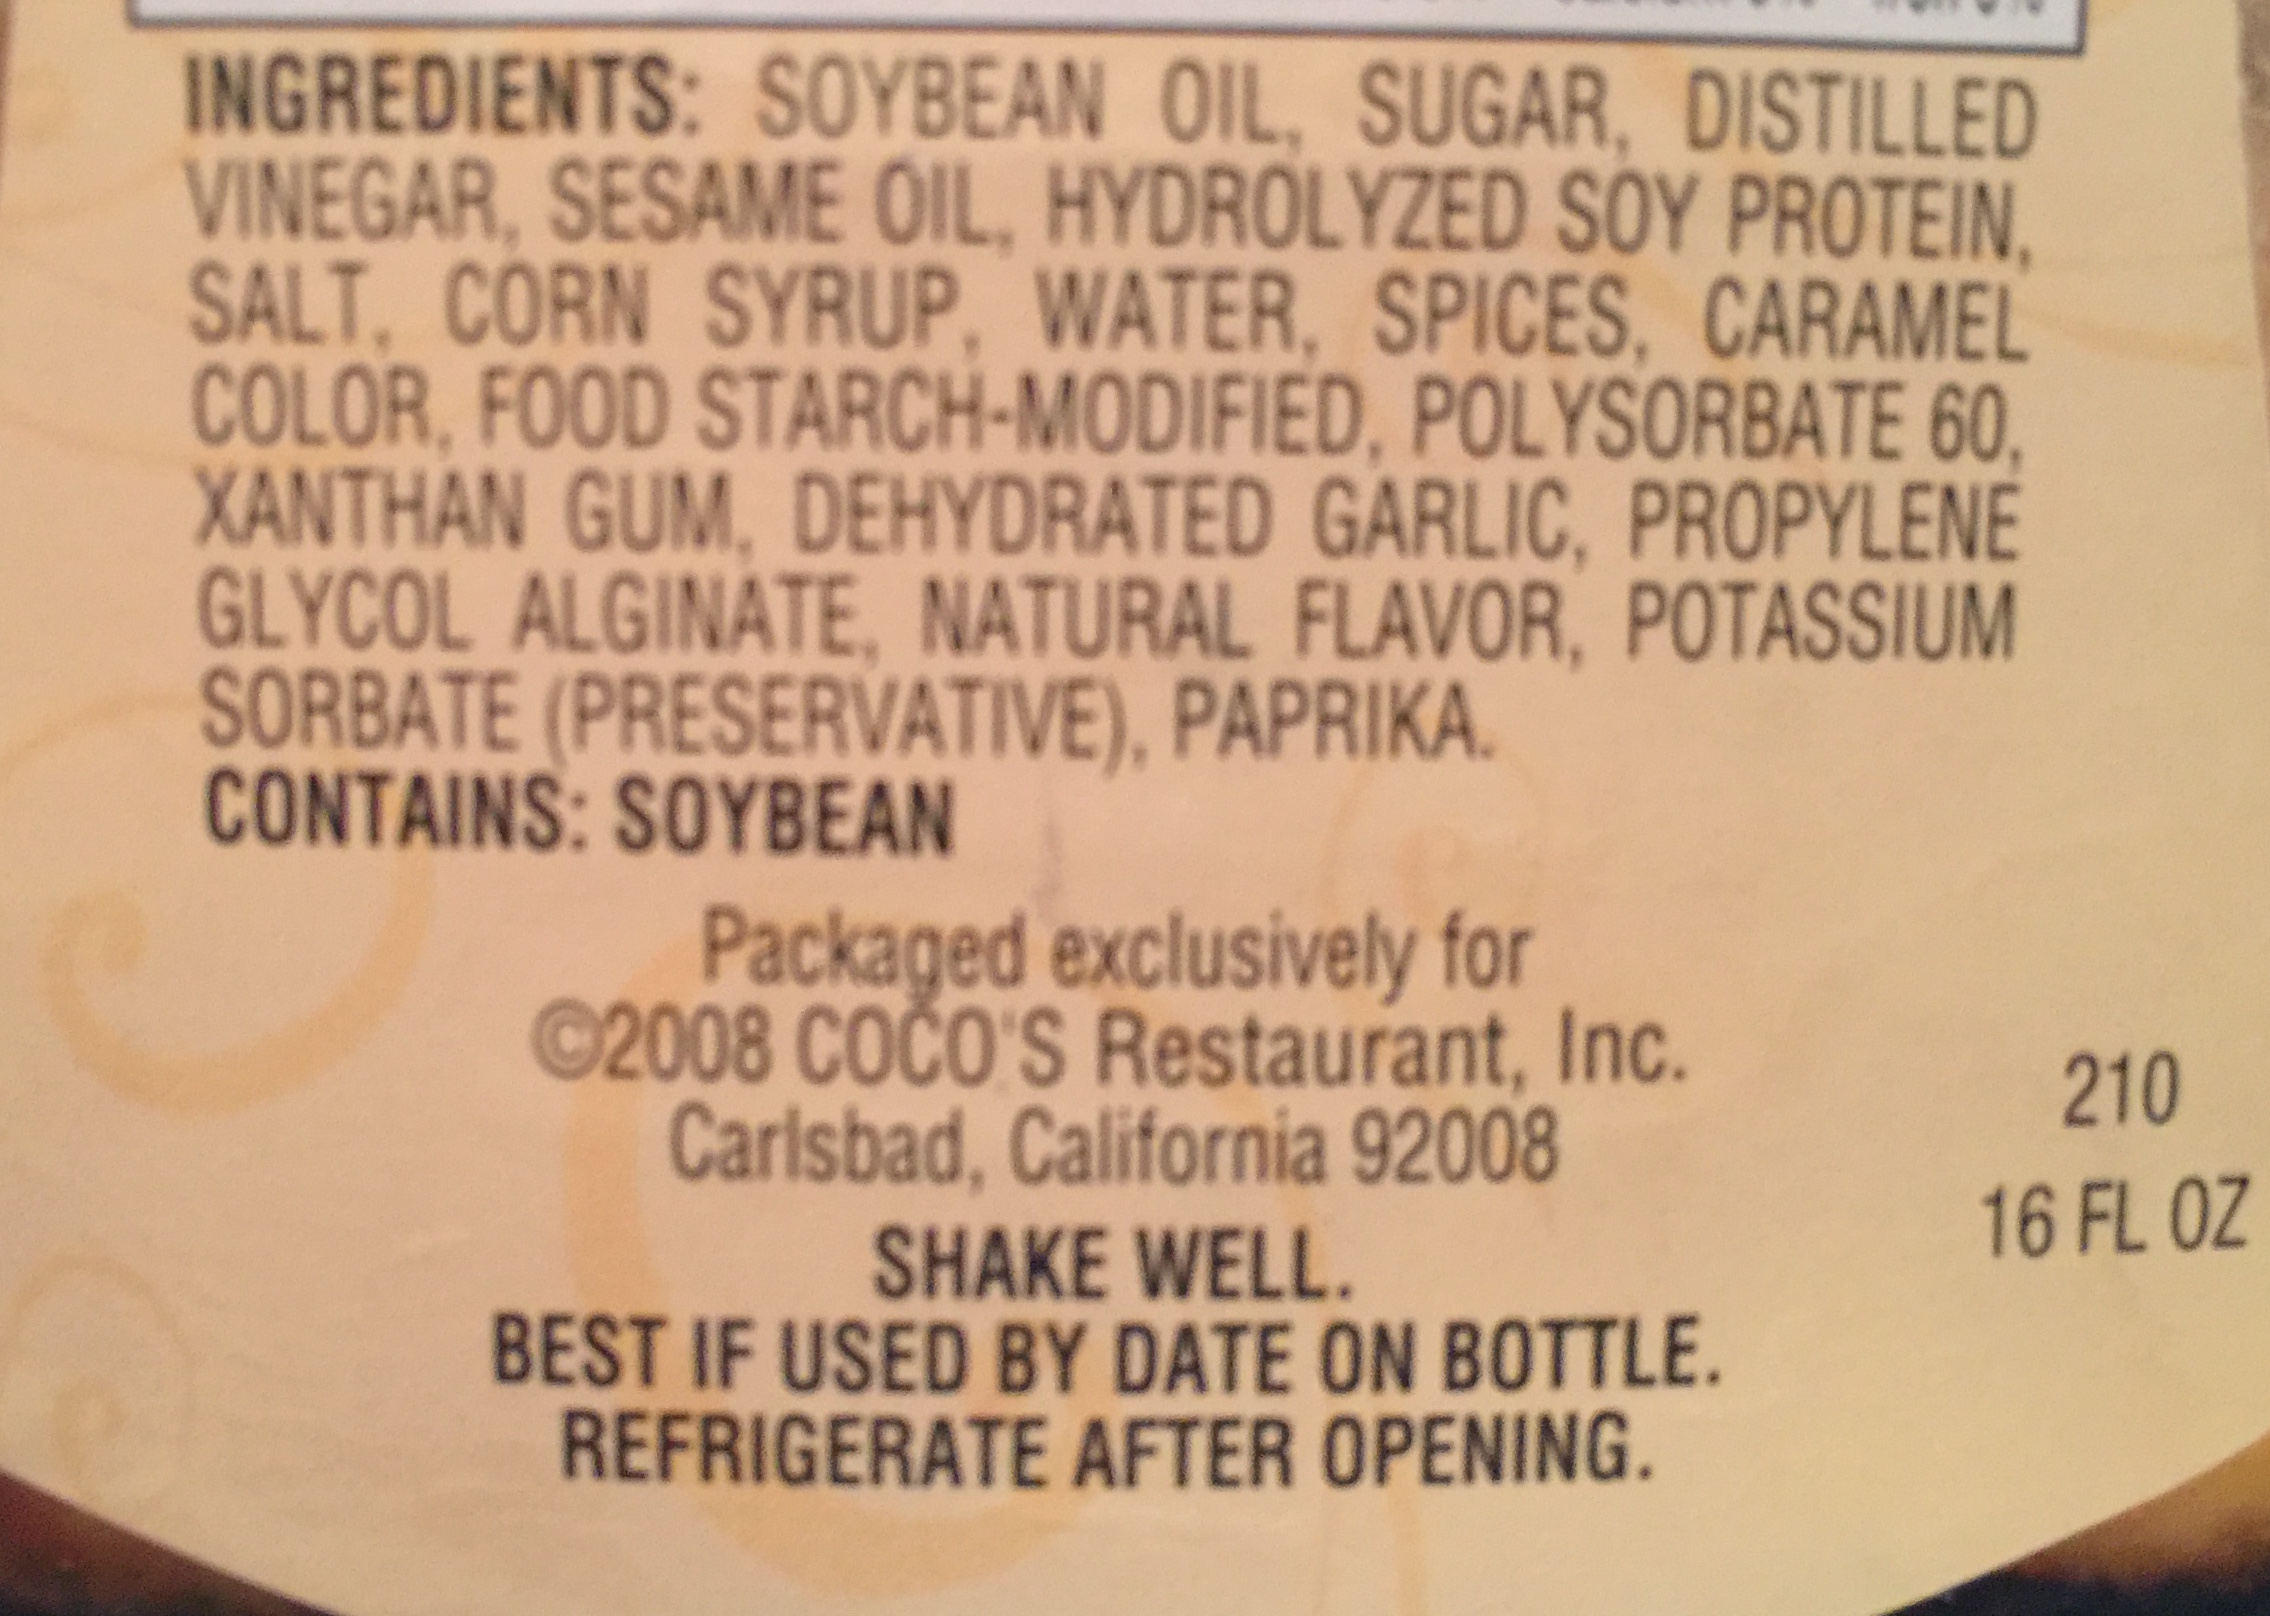 INGREDIENTS: SOYBEAN OIL, SUGAR, DISTILLED
VINEGAR, SESAME OIL, HYDROLYZED SOY PROTEIN,
SALT, CORN SYRUP, WATER, SPICES, CARAMEL
COLOR, FOOD STARCH-MODIFIED, POLYSORBATE 60,
XANTHAN GUM, DEHYDRATED GARLIC, PROPYLENE
GLYCOL ALGINATE, NATURAL FLAVOR, POTASSIUM
SORBATE (PRESERVATIVE), PAPRIKA.
CONTAINS: SOYBEAN
Packaged exclusively for
©2008 COCO'S Restaurant, Inc.
Carlsbad, California 92008
210
16 FL OZ
SHAKE WELL.
BEST IF USED BY DATE ON BOTTLE.
REFRIGERATE AFTER OPENING.